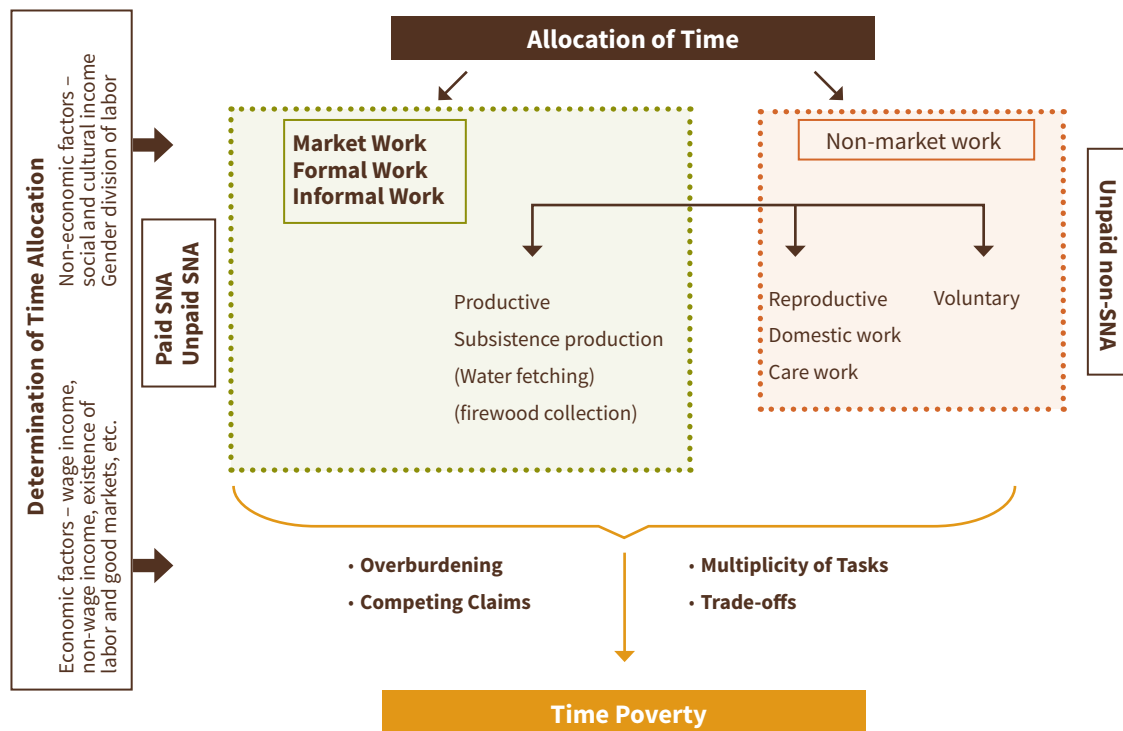 Allocation of Time
Determination of Time Allocation
Non-economic factors –
social and cultural income
Gender division of labor
Economic factors – wage income,
non-wage income, existence of
labor and good markets, etc.
Paid SNA
Unpaid SNA
Market Work
Formal Work
Informal Work
Non-market work
Unpaid non-SNA
Productive
Subsistence production
(Water fetching)
(firewood collection)
Reproductive
Domestic work
Care work
Voluntary
• Overburdening
• Competing Claims
• Multiplicity of Tasks
• Trade-offs
Time Poverty